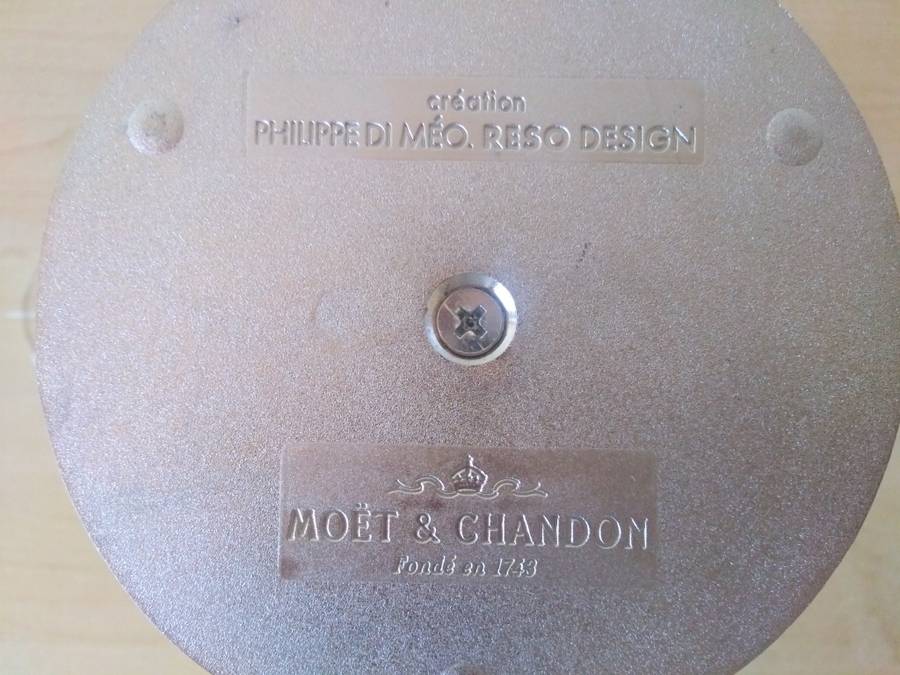 création
PHILIPPE DI MÉO. RESO DESIGN
MOËT & CHANDON
Fondé en 1743